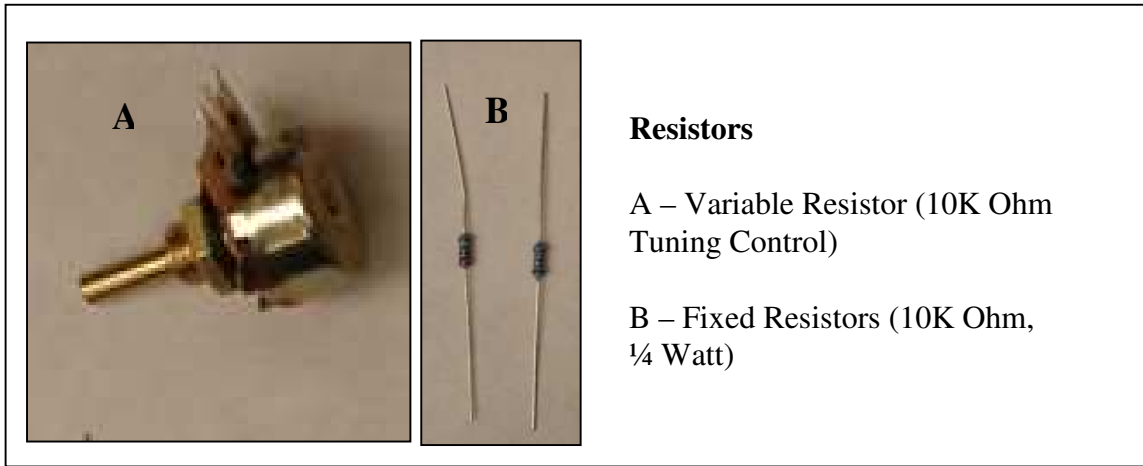 A
B
Resistors
A – Variable Resistor (10K Ohm
Tuning Control)
B – Fixed Resistors (10K Ohm,
¼ Watt)